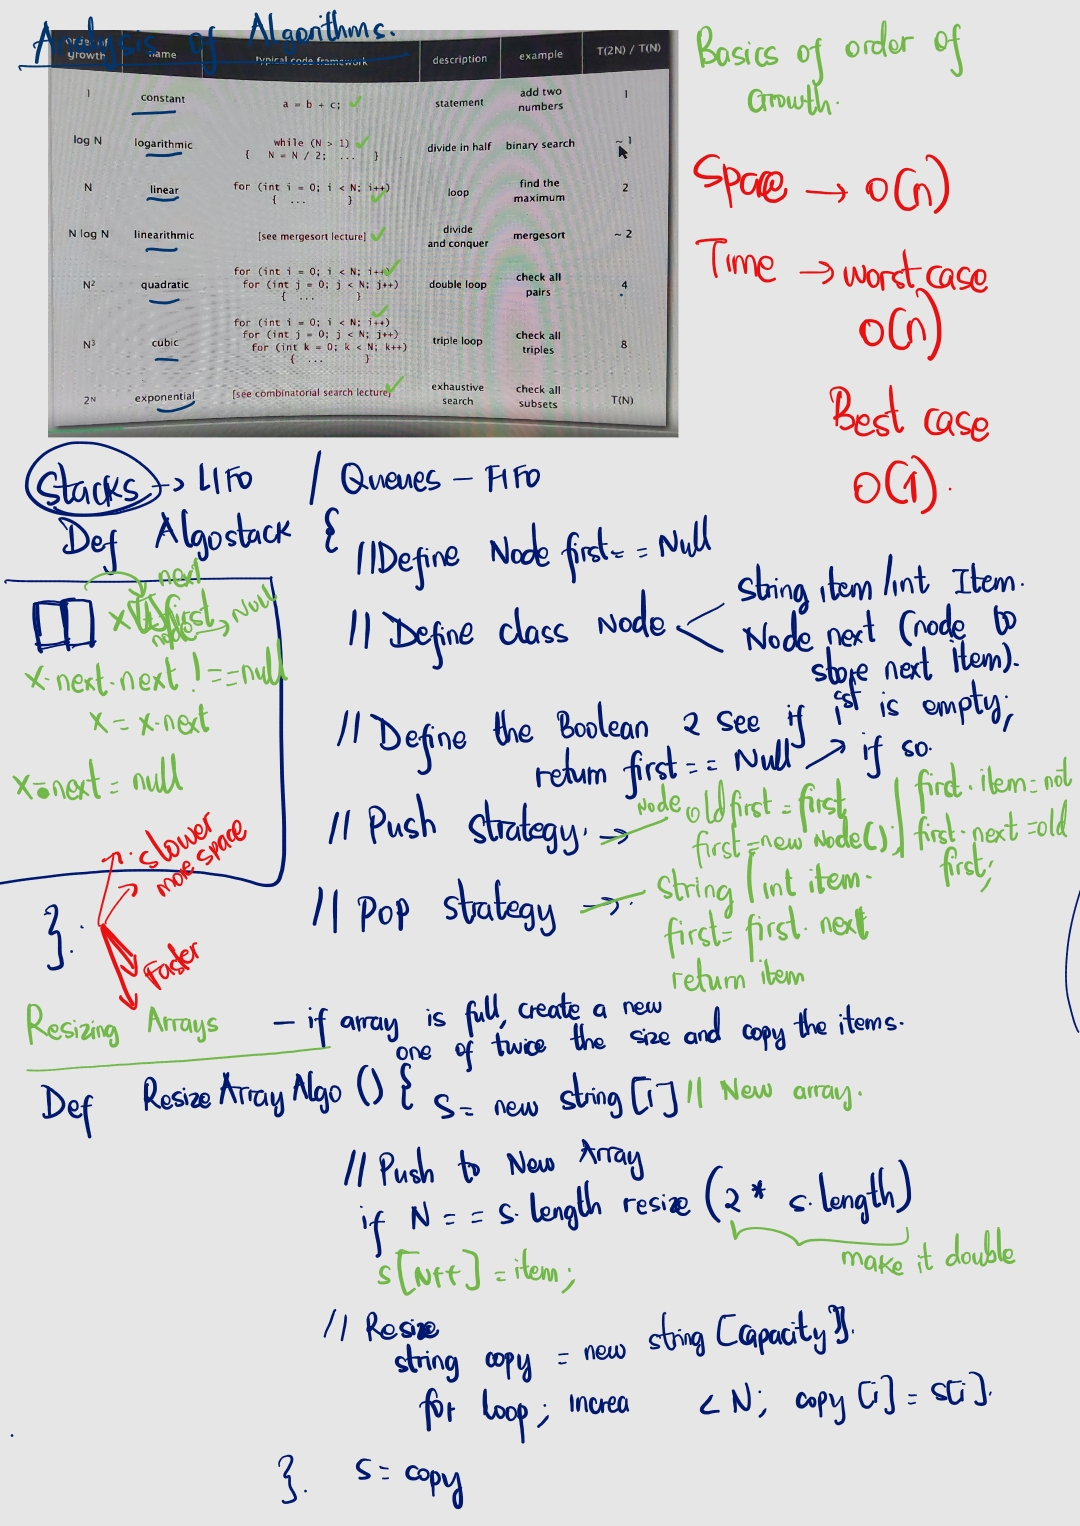 Analysis of Algorithms.
order of growth name typical code framework description example T(2N) / T(N)
1 constant a = b + c; statement add two numbers 1
log N logarithmic while (N > 1) { N = N / 2; ... } divide in half binary search ~ 1
N linear for (int i = 0; i < N; i++) { ... } loop find the maximum 2
N log N linearithmic [see mergesort lecture] divide and conquer mergesort ~ 2
N² quadratic for (int i = 0; i < N; i++) for (int j = 0; j < N; j++) { ... } double loop check all pairs 4
N³ cubic for (int i = 0; i < N; i++) for (int j = 0; j < N; j++) for (int k = 0; k < N; k++) { ... } triple loop check all triples 8
2ᴺ exponential [see combinatorial search lecture] exhaustive search check all subsets T(N)
Basics of order of
Growth.
Space → O(n)
Time → worst case
O(n)
Best case
O(1).
Stacks → LIFO / Queues – FIFO
Def Algostack {
//Define Node first = = Null
// Define class Node
string item /int Item.
Node next (node to
store next Item).
// Define the Boolean 2 See if 1st is empty;
return first = = Null → if so.
// Push strategy. →
Node old first = first
first = new Node();
first.item = not
first.next = old
first;
// Pop strategy →.
String / int item.
first = first.next
return item
next
x first
node → Null
x.next.next ! == null
x = x.next
x.next = null
slower
more space
Faster
}.
Resizing Arrays – if array is full, create a new
one of twice the size and copy the items.
Def Resize Array Algo () { S = new string [i] // New array.
// Push to New Array
if N = = s.length resize (2 * s.length)
make it double
s[N++] = item;
// Resize
string copy = new string [Capacity].
for loop; increa < N; copy [i] = s[i].
}. S = copy